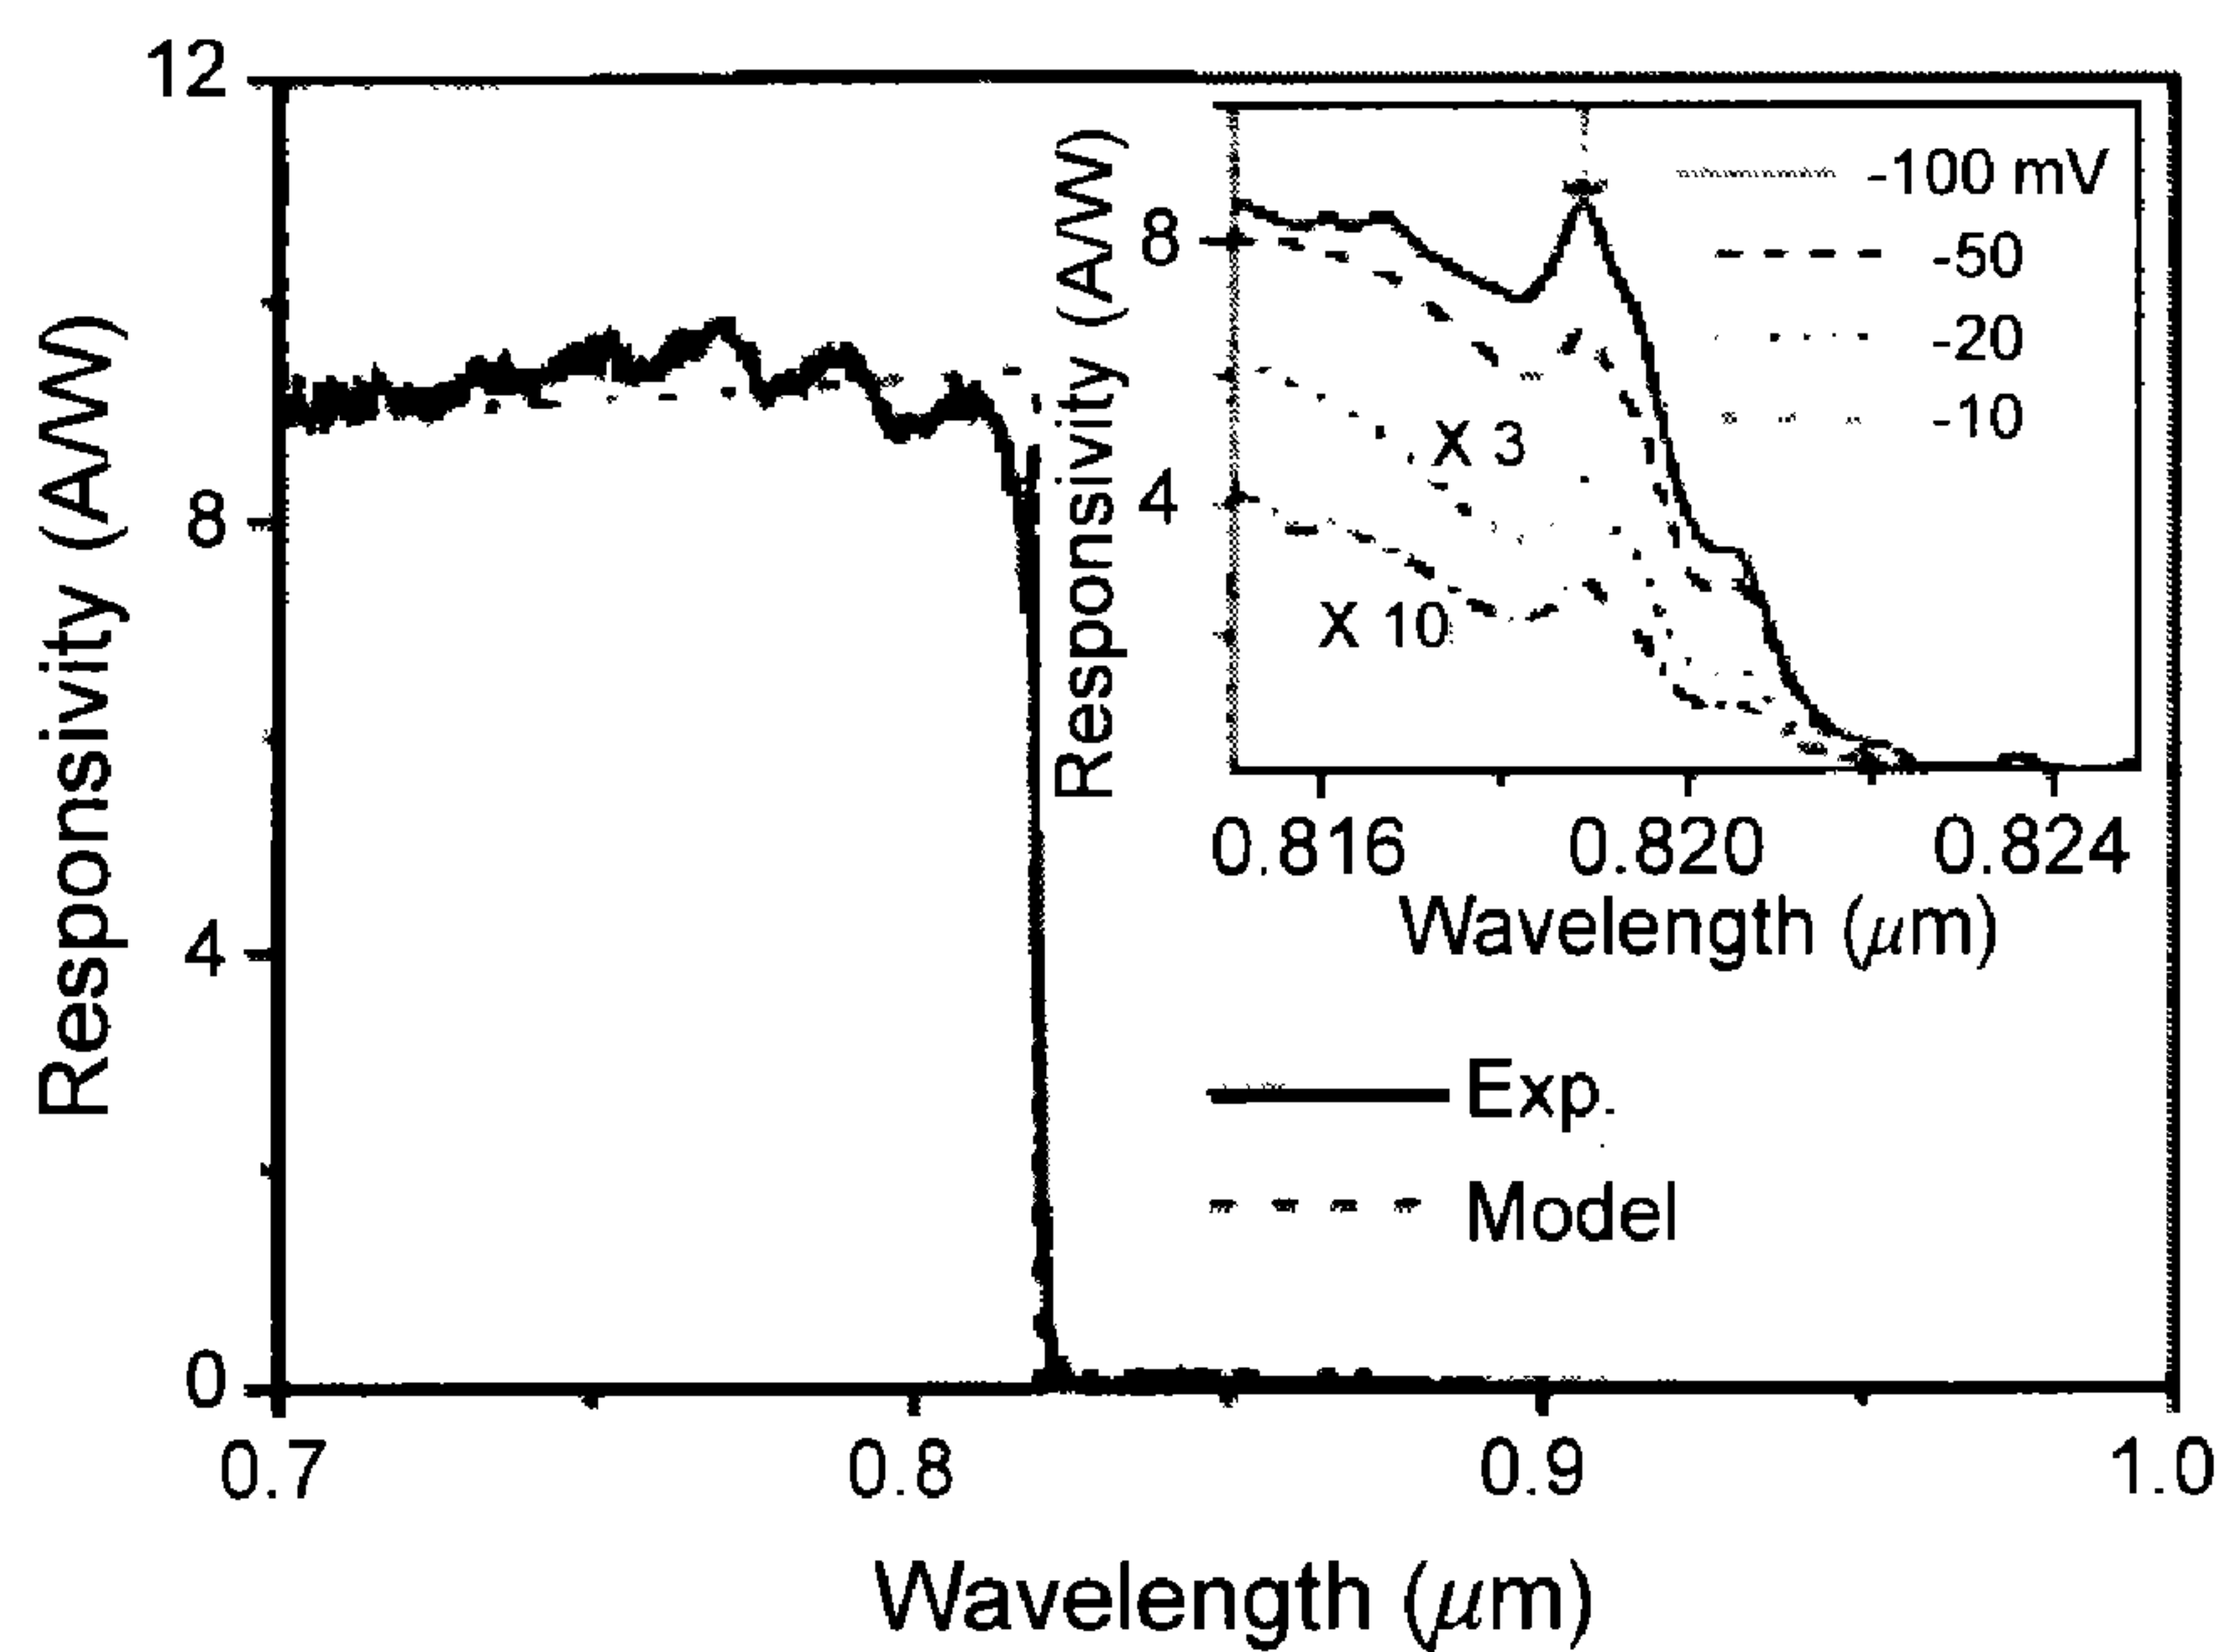 12
8
4
0
Responsivity (A/W)
0.7
0.8
0.9
1.0
Wavelength (μm)
Responsivity (A/W)
8
4
-100 mV
-50
-20
-10
X 3
X 10
0.816
0.820
0.824
Wavelength (μm)
Exp.
Model